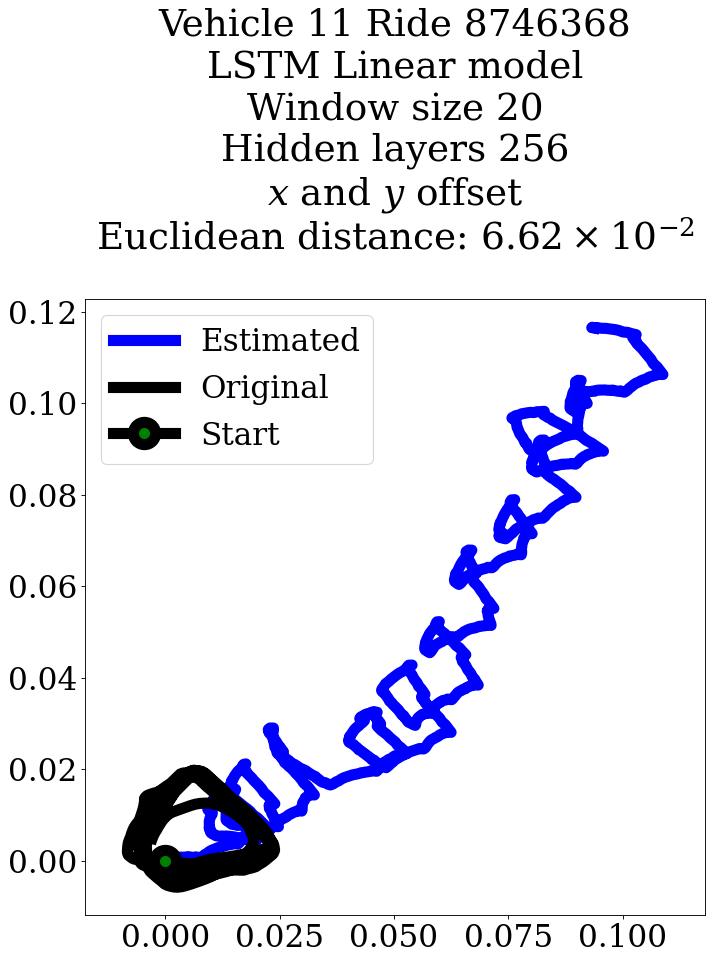 Vehicle 11 Ride 8746368
LSTM Linear model
Window size 20
Hidden layers 256
x and y offset
Euclidean distance: 6.62 × 10⁻²
0.12
Estimated
Original
Start
0.10
0.08
0.06
0.04
0.02
0.00
0.000 0.025 0.050 0.075 0.100